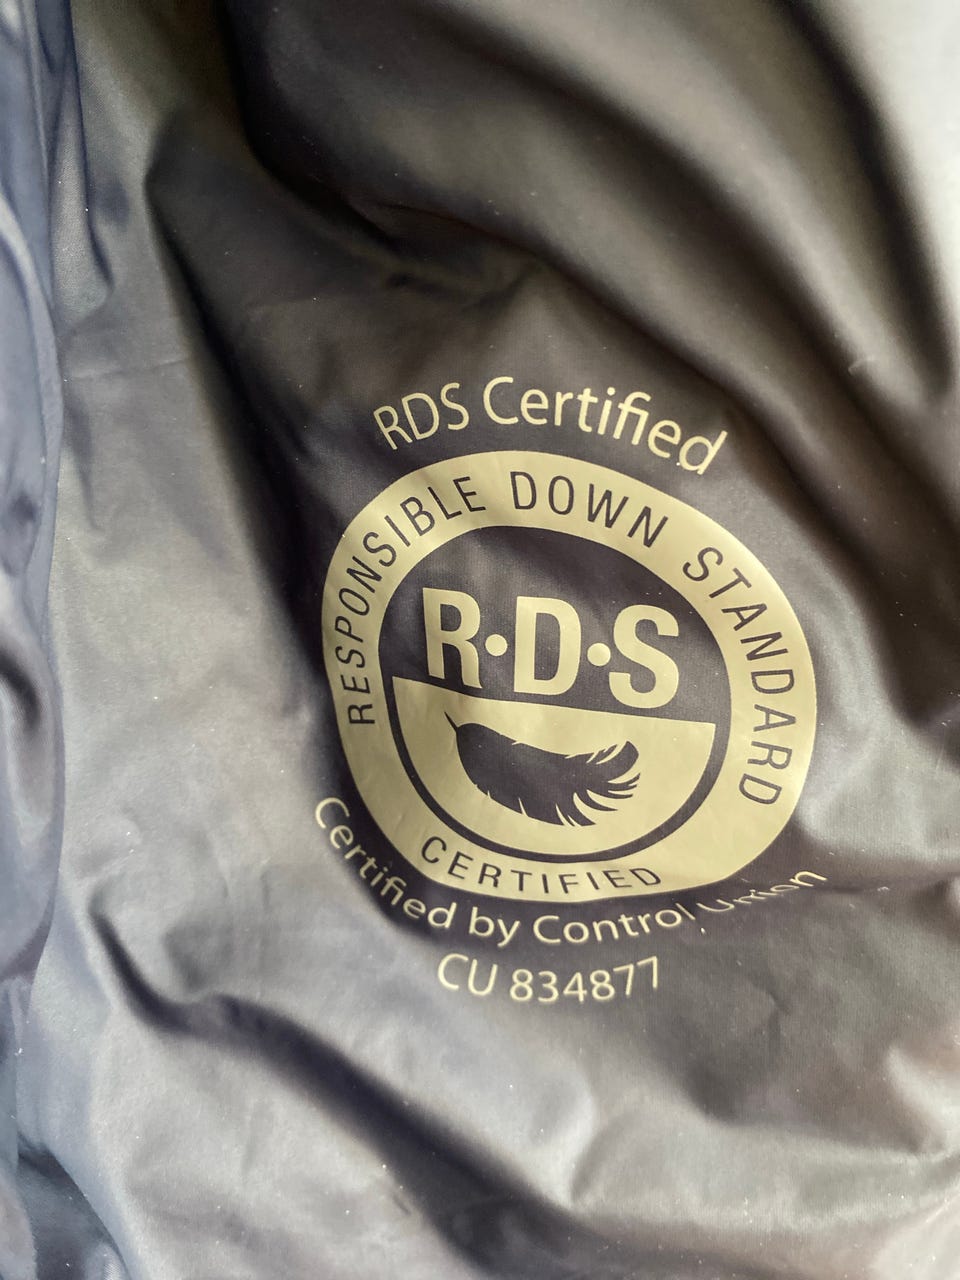 RDS Certified
RESPONSIBLE DOWN STANDARD
R·D·S
CERTIFIED
Certified by Control Union
CU 834877